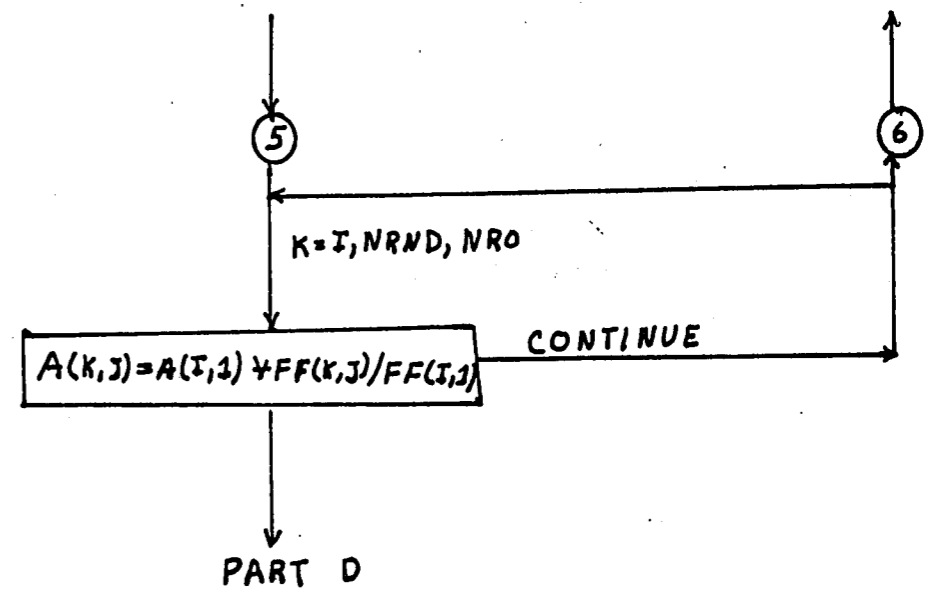 5
6
K=I, NRND, NRO
CONTINUE
A(K,J)=A(I,1)*FF(K,J)/FF(I,1)
PART D